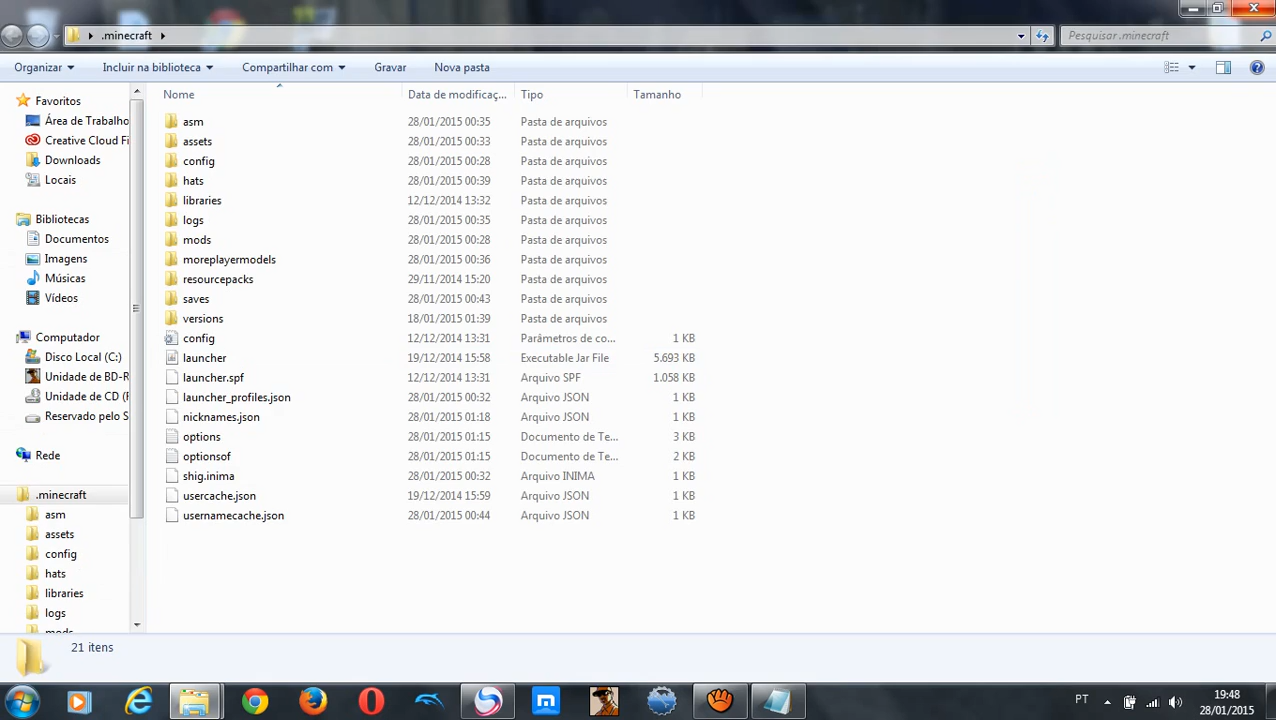 .minecraft
Pesquisar .minecraft
Organizar Incluir na biblioteca Compartilhar com Gravar Nova pasta
Nome Data de modificaç... Tipo Tamanho
Favoritos
Área de Trabalho
Creative Cloud Fi
Downloads
Locais
Bibliotecas
Documentos
Imagens
Músicas
Vídeos
Computador
Disco Local (C:)
Unidade de BD-R
Unidade de CD (F
Reservado pelo S
Rede
.minecraft
asm
assets
config
hats
libraries
logs
mods
asm 28/01/2015 00:35 Pasta de arquivos
assets 28/01/2015 00:33 Pasta de arquivos
config 28/01/2015 00:28 Pasta de arquivos
hats 28/01/2015 00:39 Pasta de arquivos
libraries 12/12/2014 13:32 Pasta de arquivos
logs 28/01/2015 00:35 Pasta de arquivos
mods 28/01/2015 00:28 Pasta de arquivos
moreplayermodels 28/01/2015 00:36 Pasta de arquivos
resourcepacks 29/11/2014 15:20 Pasta de arquivos
saves 28/01/2015 00:43 Pasta de arquivos
versions 18/01/2015 01:39 Pasta de arquivos
config 12/12/2014 13:31 Parâmetros de co... 1 KB
launcher 19/12/2014 15:58 Executable Jar File 5.693 KB
launcher.spf 12/12/2014 13:31 Arquivo SPF 1.058 KB
launcher_profiles.json 28/01/2015 00:32 Arquivo JSON 1 KB
nicknames.json 28/01/2015 01:18 Arquivo JSON 1 KB
options 28/01/2015 01:15 Documento de Te... 3 KB
optionsof 28/01/2015 01:15 Documento de Te... 2 KB
shig.inima 28/01/2015 00:32 Arquivo INIMA 1 KB
usercache.json 19/12/2014 15:59 Arquivo JSON 1 KB
usernamecache.json 28/01/2015 00:44 Arquivo JSON 1 KB
21 itens
PT
19:48
28/01/2015